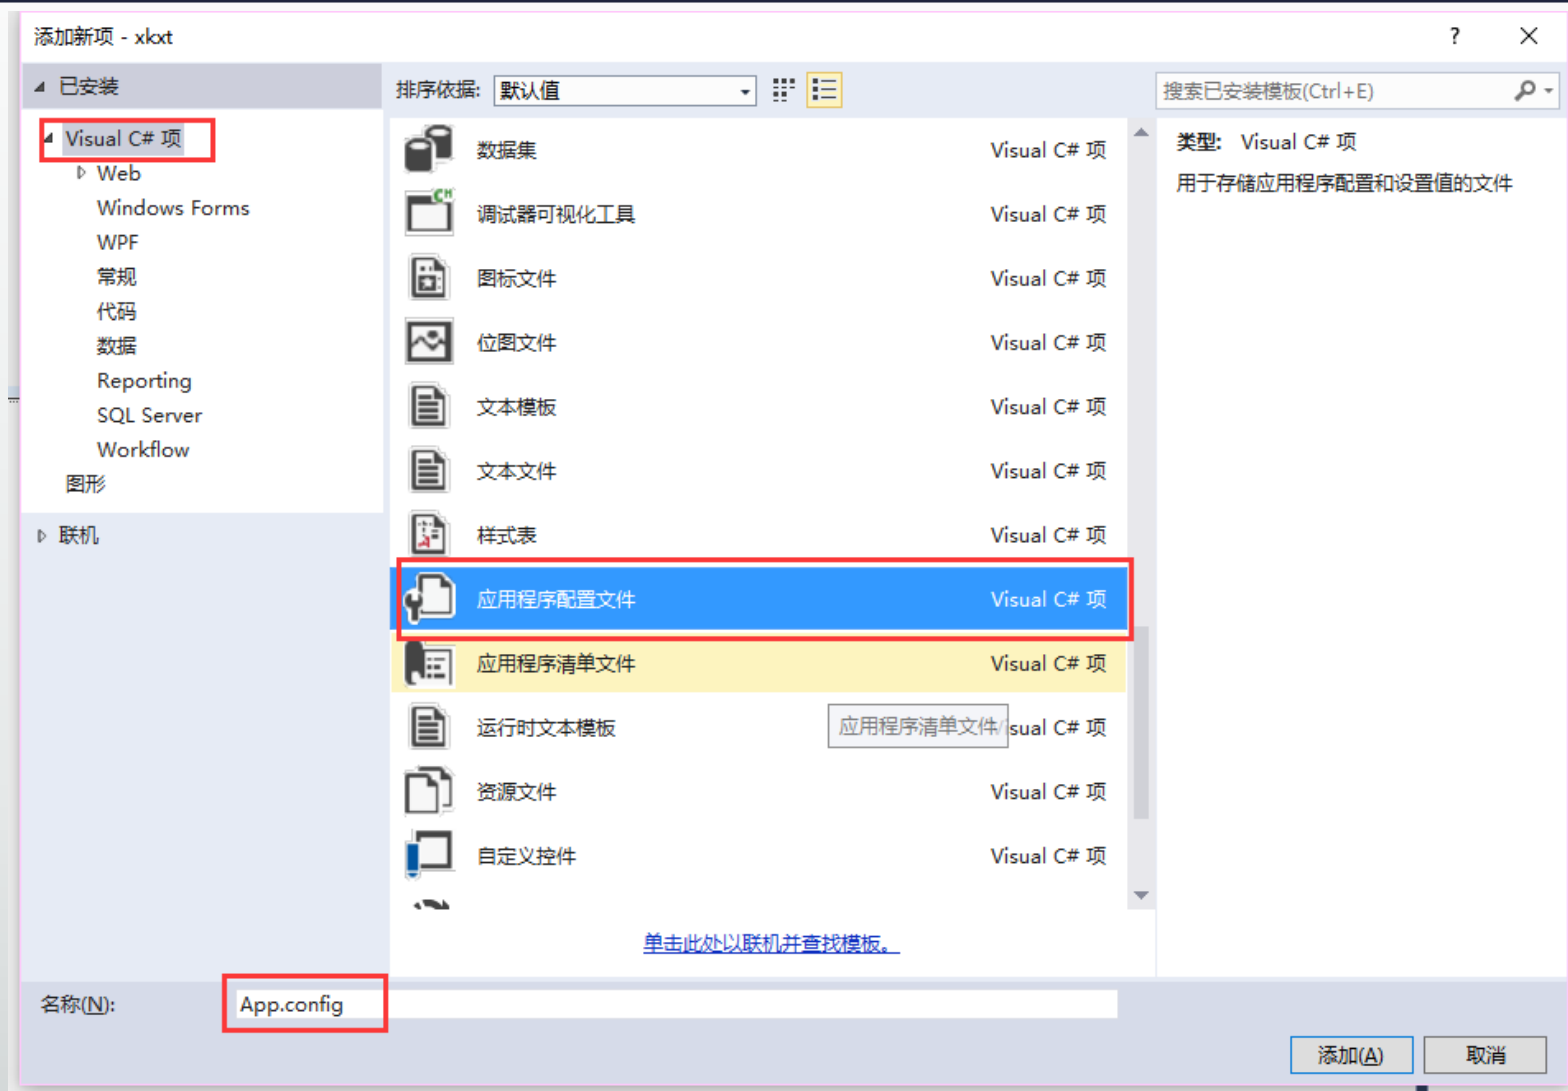 添加新项 - xkxt
?
已安装
排序依据: 默认值
搜索已安装模板(Ctrl+E)
Visual C# 项
Web
Windows Forms
WPF
常规
代码
数据
Reporting
SQL Server
Workflow
图形
联机
数据集 Visual C# 项
调试器可视化工具 Visual C# 项
图标文件 Visual C# 项
位图文件 Visual C# 项
文本模板 Visual C# 项
文本文件 Visual C# 项
样式表 Visual C# 项
应用程序配置文件 Visual C# 项
应用程序清单文件 Visual C# 项
运行时文本模板 应用程序清单文件 isual C# 项
资源文件 Visual C# 项
自定义控件 Visual C# 项
单击此处以联机并查找模板。
类型: Visual C# 项
用于存储应用程序配置和设置值的文件
名称(N): App.config
添加(A) 取消